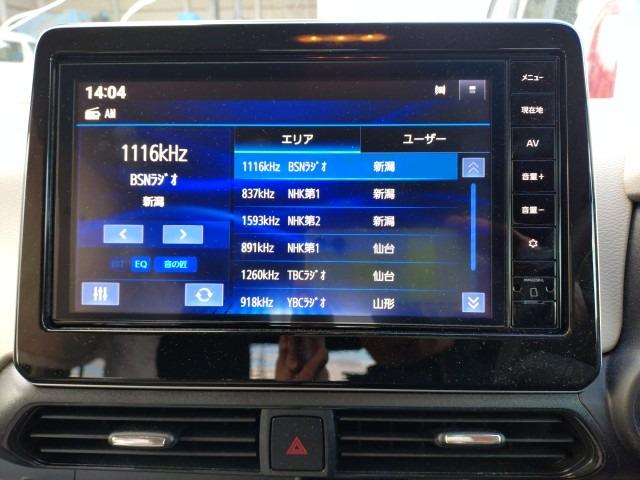 14:04
AM
1116kHz
BSNﾗｼﾞｵ
新潟
EQ 音の匠
エリア ユーザー
1116kHz BSNﾗｼﾞｵ 新潟
837kHz NHK第1 新潟
1593kHz NHK第2 新潟
891kHz NHK第1 仙台
1260kHz TBCﾗｼﾞｵ 仙台
918kHz YBCﾗｼﾞｵ 山形
メニュー
現在地
AV
音量+
音量-